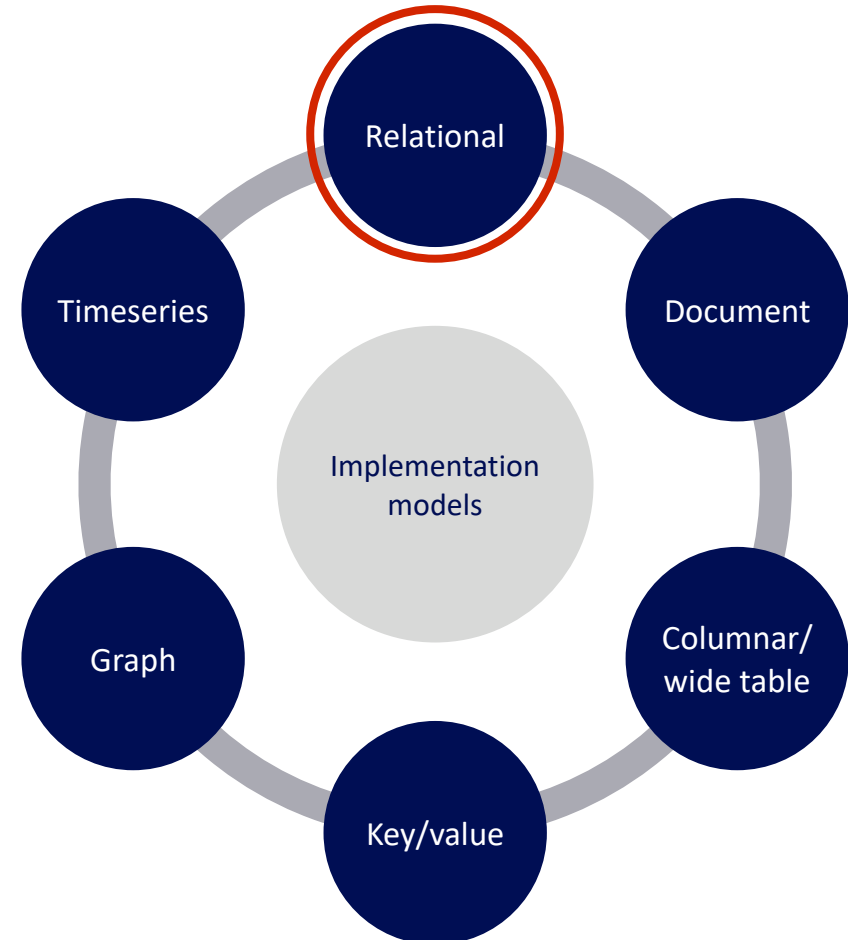 Relational
Timeseries
Document
Implementation
models
Graph
Columnar/
wide table
Key/value